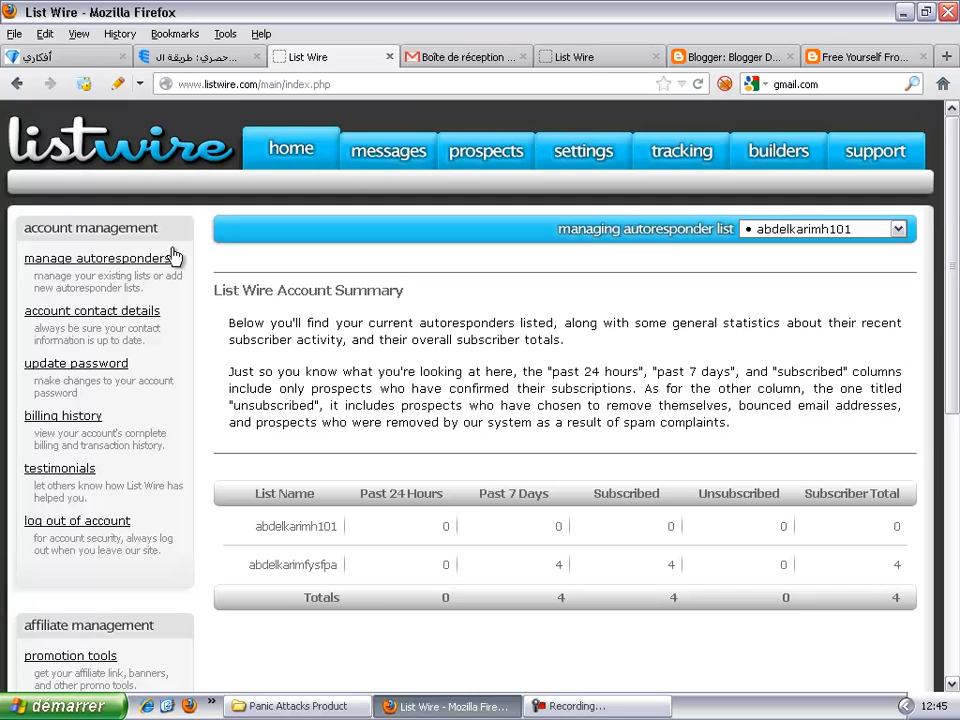 List Wire - Mozilla Firefox
File Edit View History Bookmarks Tools Help
أفكاري
...حصري: طريقة ال
List Wire
Boîte de réception ...
List Wire
Blogger: Blogger D...
Free Yourself Fro...
www.listwire.com/main/index.php
gmail.com
listwire
home messages prospects settings tracking builders support
account management
managing autoresponder list
• abdelkarimh101
manage autoresponders
manage your existing lists or add
new autoresponder lists.
account contact details
always be sure your contact
information is up to date.
update password
make changes to your account
password
billing history
view your account's complete
billing and transaction history.
testimonials
let others know how List Wire has
helped you.
log out of account
for account security, always log
out when you leave our site.
affiliate management
promotion tools
get your affiliate link, banners,
and other promo tools.
List Wire Account Summary
Below you'll find your current autoresponders listed, along with some general statistics about their recent
subscriber activity, and their overall subscriber totals.
Just so you know what you're looking at here, the "past 24 hours", "past 7 days", and "subscribed" columns
include only prospects who have confirmed their subscriptions. As for the other column, the one titled
"unsubscribed", it includes prospects who have chosen to remove themselves, bounced email addresses,
and prospects who were removed by our system as a result of spam complaints.
List Name Past 24 Hours Past 7 Days Subscribed Unsubscribed Subscriber Total
abdelkarimh101 0 0 0 0 0
abdelkarimfysfpa 0 4 4 0 4
Totals 0 4 4 0 4
démarrer
Panic Attacks Product
List Wire - Mozilla Fire...
Recording...
12:45